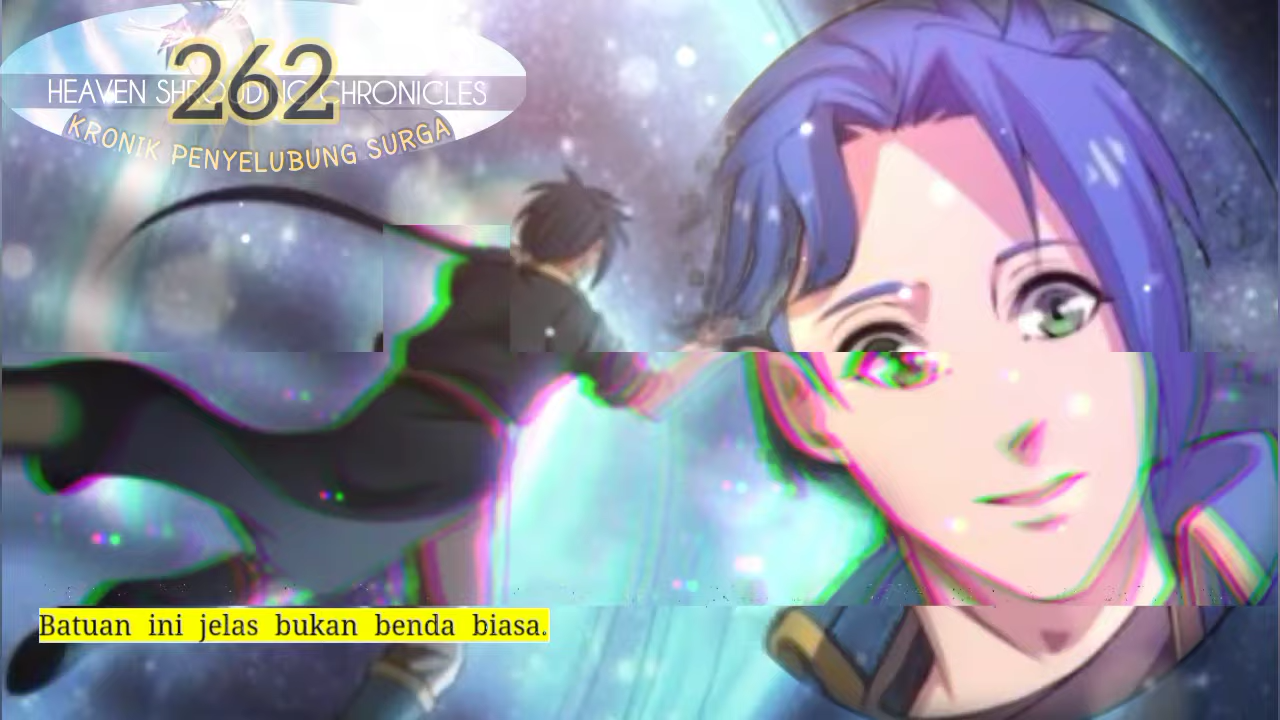 262
HEAVEN SHROUDING CHRONICLES
KRONIK PENYELUBUNG SURGA
Batuan ini jelas bukan benda biasa.